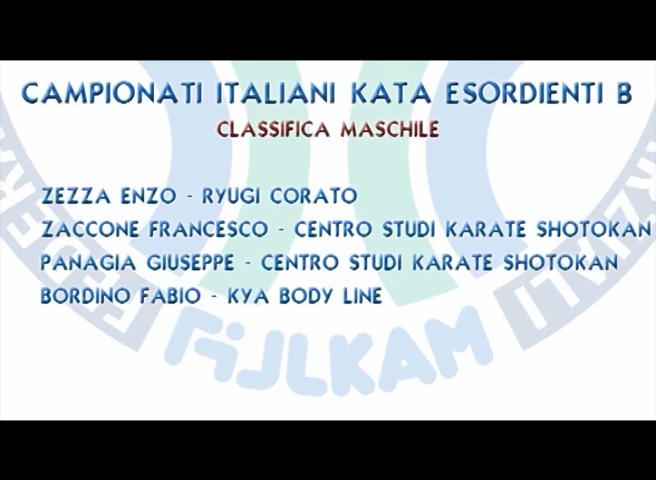 CAMPIONATI ITALIANI KATA ESORDIENTI B
CLASSIFICA MASCHILE
ZEZZA ENZO - RYUGI CORATO
ZACCONE FRANCESCO - CENTRO STUDI KARATE SHOTOKAN
PANAGIA GIUSEPPE - CENTRO STUDI KARATE SHOTOKAN
BORDINO FABIO - KYA BODY LINE
FIJLKAM